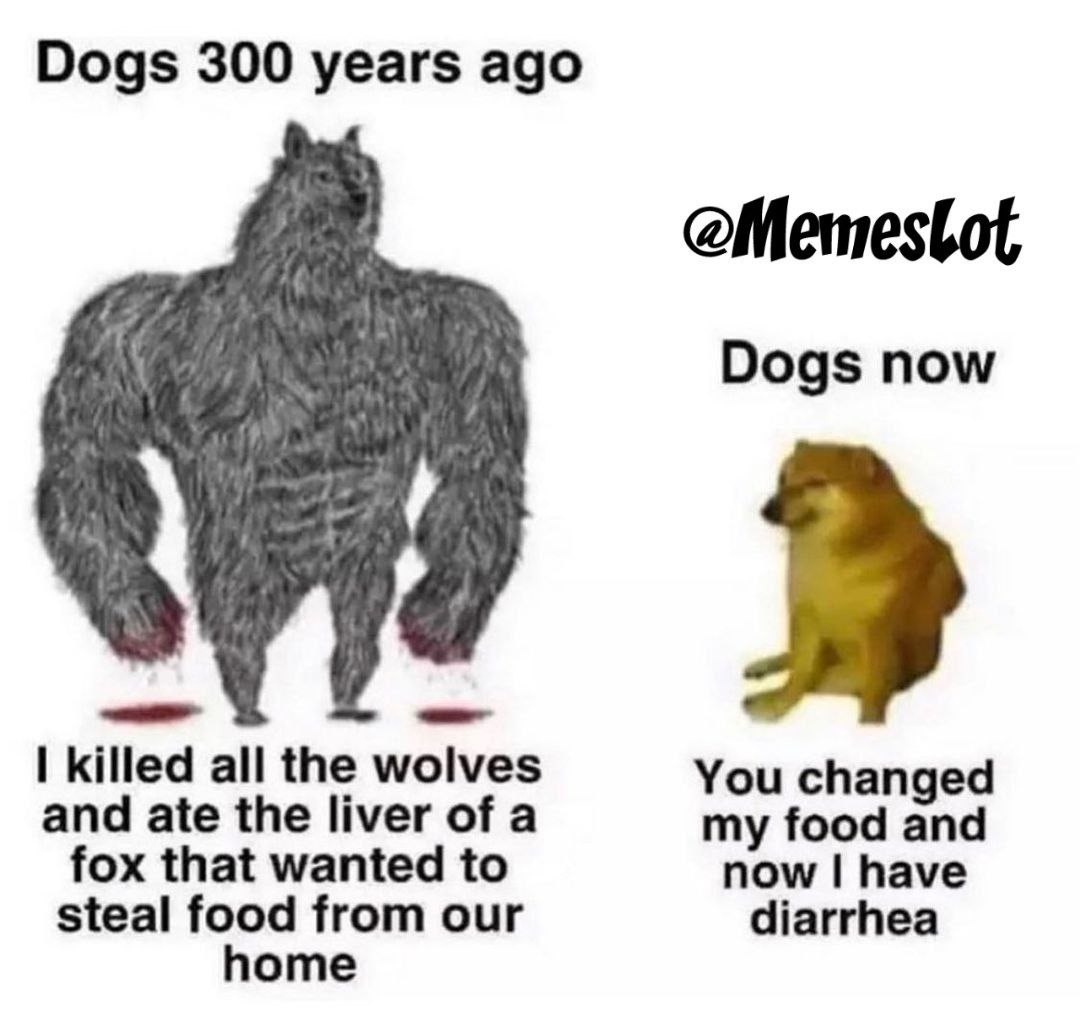 Dogs 300 years ago
I killed all the wolves
and ate the liver of a
fox that wanted to
steal food from our
home
@MemesLot
Dogs now
You changed
my food and
now I have
diarrhea